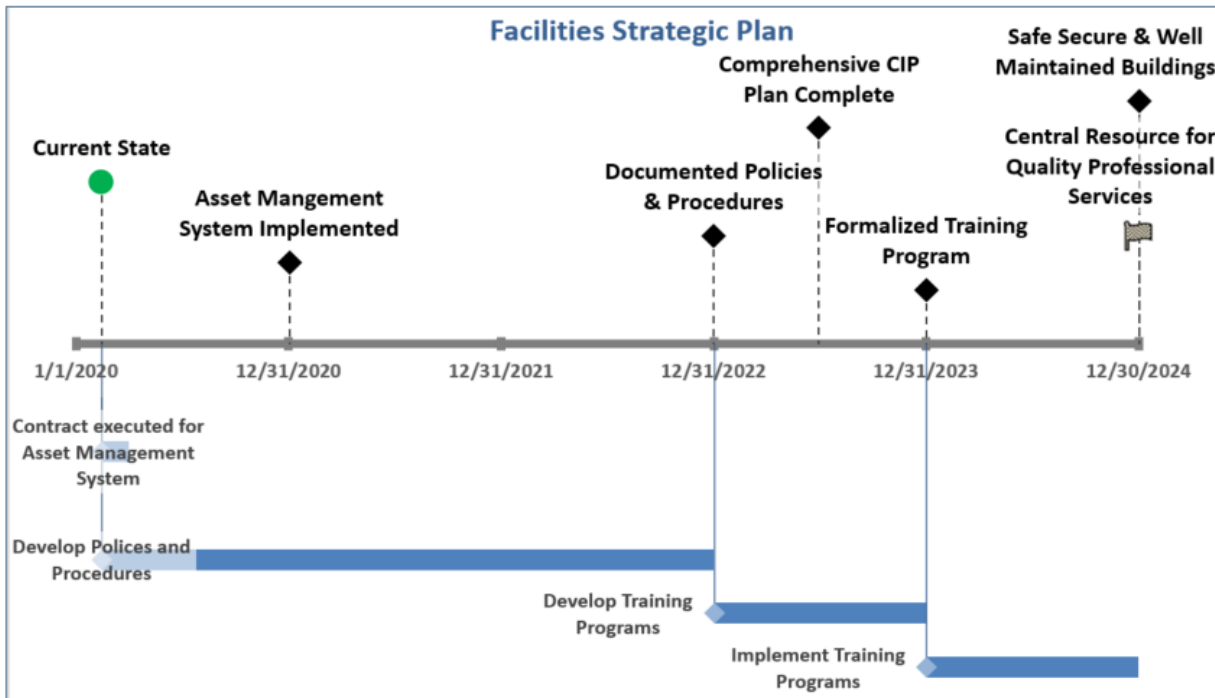 Facilities Strategic Plan
Safe Secure & Well
Maintained Buildings
Comprehensive CIP
Plan Complete
Central Resource for
Quality Professional
Services
Current State
Documented Policies
& Procedures
Asset Mangement
System Implemented
Formalized Training
Program
1/1/2020
12/31/2020
12/31/2021
12/31/2022
12/31/2023
12/30/2024
Contract executed for
Asset Management
System
Develop Polices and
Procedures
Develop Training
Programs
Implement Training
Programs